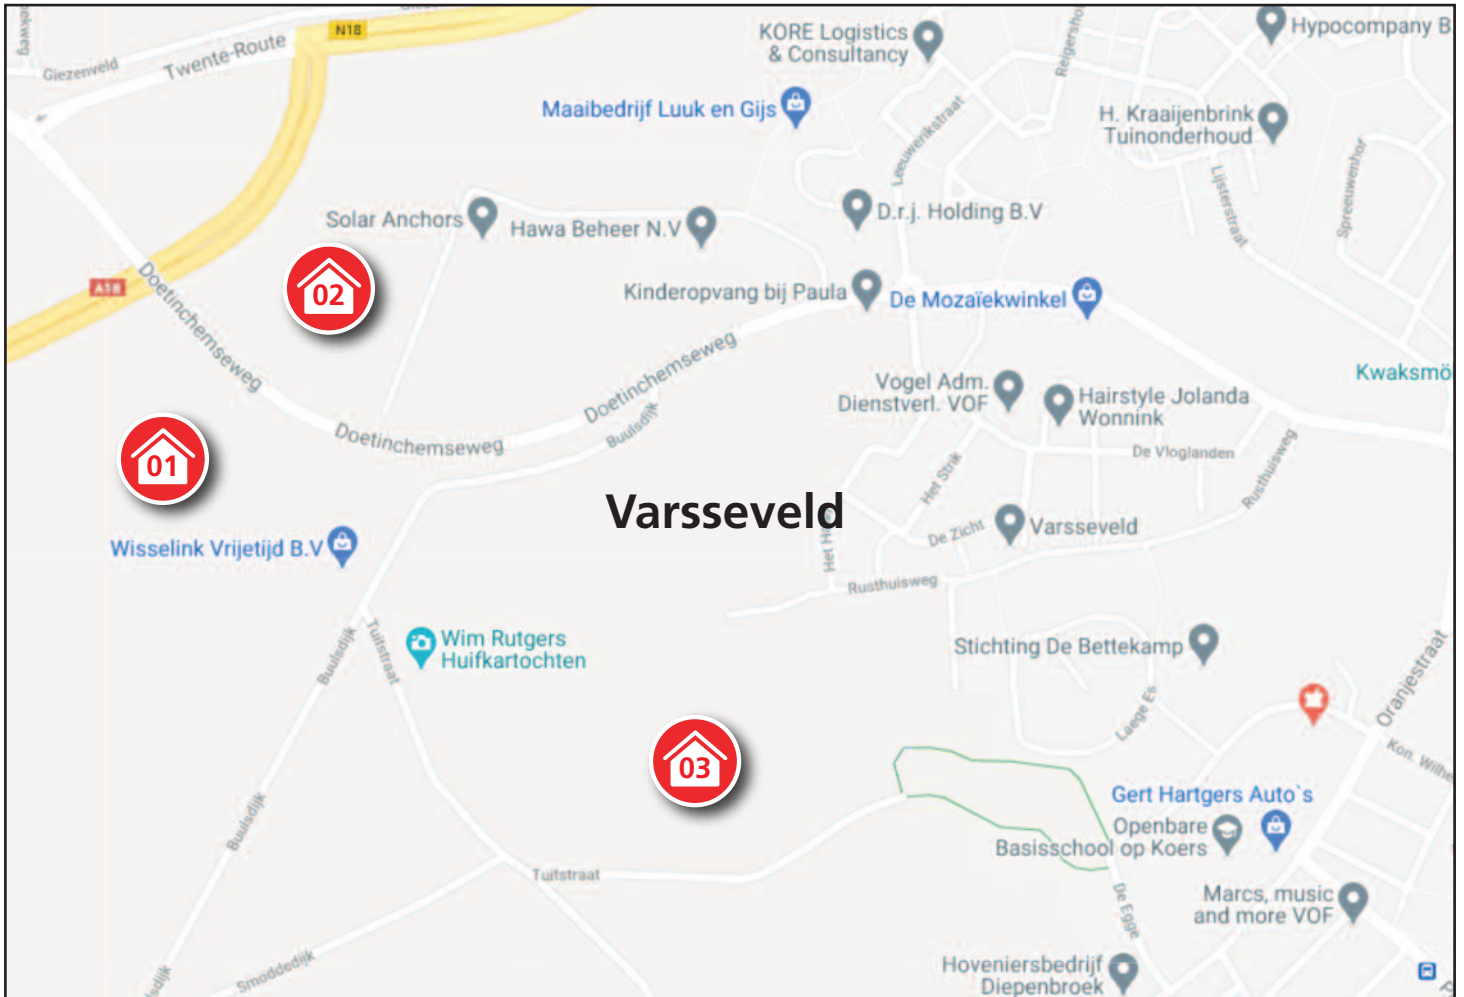 N18
Twente-Route
Giezenveld
KORE Logistics
& Consultancy
Hypocompany B
Maaibedrijf Luuk en Gijs
Leeuwerikstraat
H. Kraaijenbrink
Tuinonderhoud
Lijsterstraat
Spreeuwenhof
Solar Anchors
Hawa Beheer N.V
D.r.j. Holding B.V
A18
02
Doetinchemseweg
Kinderopvang bij Paula
De Mozaïekwinkel
Doetinchemseweg
Kwaksmö
Vogel Adm.
Dienstverl. VOF
Hairstyle Jolanda
Wonnink
Doetinchemseweg
Buulsdijk
De Vloglanden
Rusthuisweg
01
Het Strik
Varsseveld
Wisselink Vrijetijd B.V
De Zicht
Varsseveld
Rusthuisweg
Buulsdijk
Tuitstraat
Wim Rutgers
Huifkartochten
Stichting De Bettekamp
Oranjestraat
Laege Es
Kon. Wilhe
03
Gert Hartgers Auto`s
Openbare
Basisschool op Koers
Buulsdijk
Tuitstraat
De Egge
Marcs, music
and more VOF
Smoddedijk
Hoveniersbedrijf
Diepenbroek